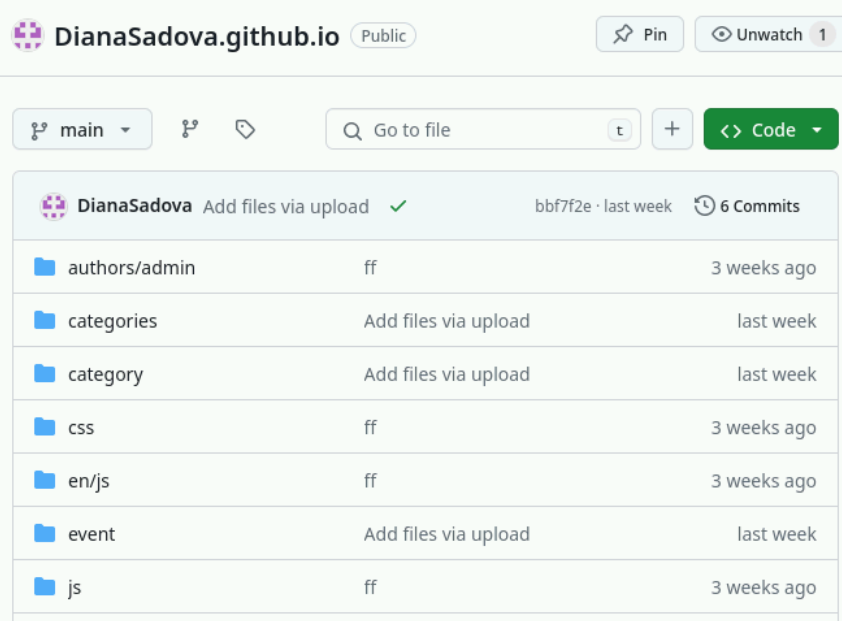 DianaSadova.github.io Public Pin Unwatch 1
main Go to file t Code
DianaSadova Add files via upload bbf7f2e · last week 6 Commits
authors/admin ff 3 weeks ago
categories Add files via upload last week
category Add files via upload last week
css ff 3 weeks ago
en/js ff 3 weeks ago
event Add files via upload last week
js ff 3 weeks ago